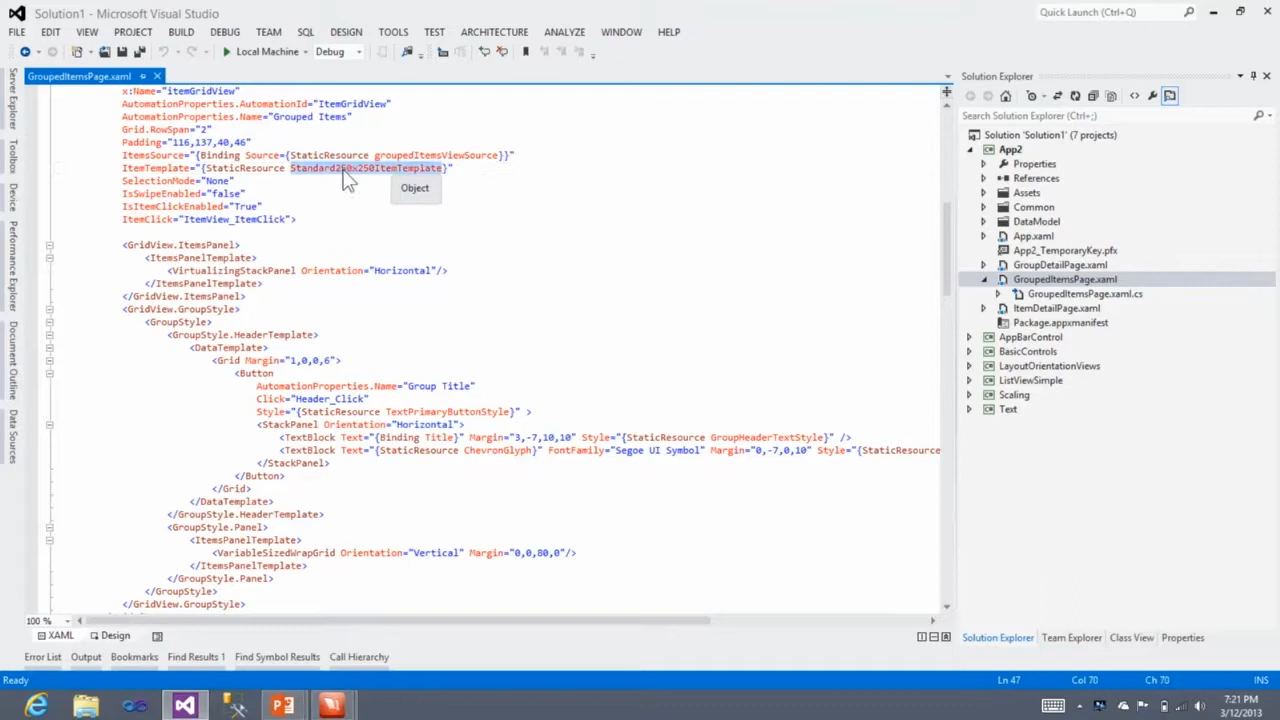 Solution1 - Microsoft Visual Studio
Quick Launch (Ctrl+Q)
FILE EDIT VIEW PROJECT BUILD DEBUG TEAM SQL DESIGN TOOLS TEST ARCHITECTURE ANALYZE WINDOW HELP
Local Machine Debug
GroupedItemsPage.xaml
Server Explorer
Toolbox
Device
Performance Explorer
Document Outline
Data Sources
x:Name="itemGridView"
AutomationProperties.AutomationId="ItemGridView"
AutomationProperties.Name="Grouped Items"
Grid.RowSpan="2"
Padding="116,137,40,46"
ItemsSource="{Binding Source={StaticResource groupedItemsViewSource}}"
ItemTemplate="{StaticResource Standard250x250ItemTemplate}"
SelectionMode="None"
Object
IsSwipeEnabled="false"
IsItemClickEnabled="True"
ItemClick="ItemView_ItemClick">
<GridView.ItemsPanel>
<ItemsPanelTemplate>
<VirtualizingStackPanel Orientation="Horizontal"/>
</ItemsPanelTemplate>
</GridView.ItemsPanel>
<GridView.GroupStyle>
<GroupStyle>
<GroupStyle.HeaderTemplate>
<DataTemplate>
<Grid Margin="1,0,0,6">
<Button
AutomationProperties.Name="Group Title"
Click="Header_Click"
Style="{StaticResource TextPrimaryButtonStyle}" >
<StackPanel Orientation="Horizontal">
<TextBlock Text="{Binding Title}" Margin="3,-7,10,10" Style="{StaticResource GroupHeaderTextStyle}" />
<TextBlock Text="{StaticResource ChevronGlyph}" FontFamily="Segoe UI Symbol" Margin="0,-7,0,10" Style="{StaticResource
</StackPanel>
</Button>
</Grid>
</DataTemplate>
</GroupStyle.HeaderTemplate>
<GroupStyle.Panel>
<ItemsPanelTemplate>
<VariableSizedWrapGrid Orientation="Vertical" Margin="0,0,80,0"/>
</ItemsPanelTemplate>
</GroupStyle.Panel>
</GroupStyle>
</GridView.GroupStyle>
100 %
XAML Design
Solution Explorer
Search Solution Explorer (Ctrl+;)
Solution 'Solution1' (7 projects)
App2
Properties
References
Assets
Common
DataModel
App.xaml
App2_TemporaryKey.pfx
GroupDetailPage.xaml
GroupedItemsPage.xaml
GroupedItemsPage.xaml.cs
ItemDetailPage.xaml
Package.appxmanifest
AppBarControl
BasicControls
LayoutOrientationViews
ListViewSimple
Scaling
Text
Solution Explorer Team Explorer Class View Properties
Error List Output Bookmarks Find Results 1 Find Symbol Results Call Hierarchy
Ready Ln 47 Col 70 Ch 70 INS
7:21 PM
3/12/2013